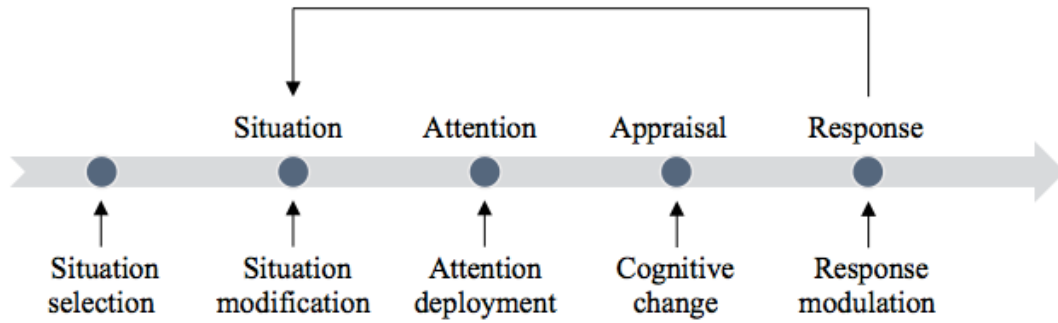 Situation Attention Appraisal Response
Situation selection
Situation modification
Attention deployment
Cognitive change
Response modulation